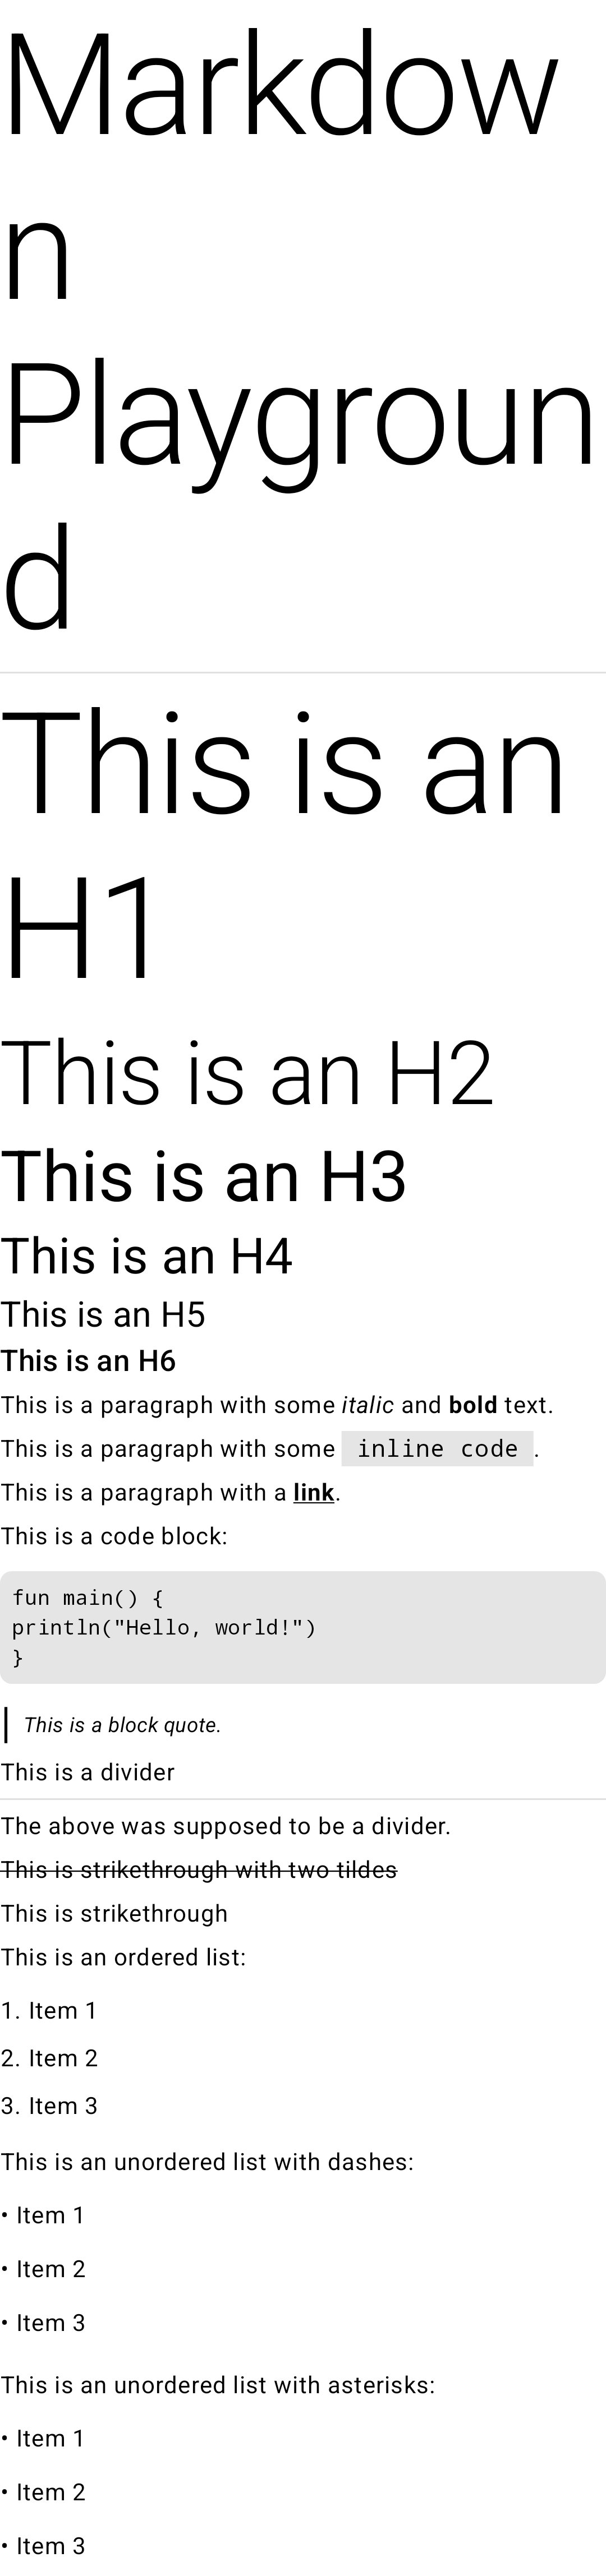 Markdow
n
Playgroun
d
This is an
H1
This is an H2
This is an H3
This is an H4
This is an H5
This is an H6
This is a paragraph with some italic and bold text.
This is a paragraph with some inline code .
This is a paragraph with a link.
This is a code block:
fun main() {
println("Hello, world!")
}
This is a block quote.
This is a divider
The above was supposed to be a divider.
This is strikethrough with two tildes
This is strikethrough
This is an ordered list:
1. Item 1
2. Item 2
3. Item 3
This is an unordered list with dashes:
• Item 1
• Item 2
• Item 3
This is an unordered list with asterisks:
• Item 1
• Item 2
• Item 3